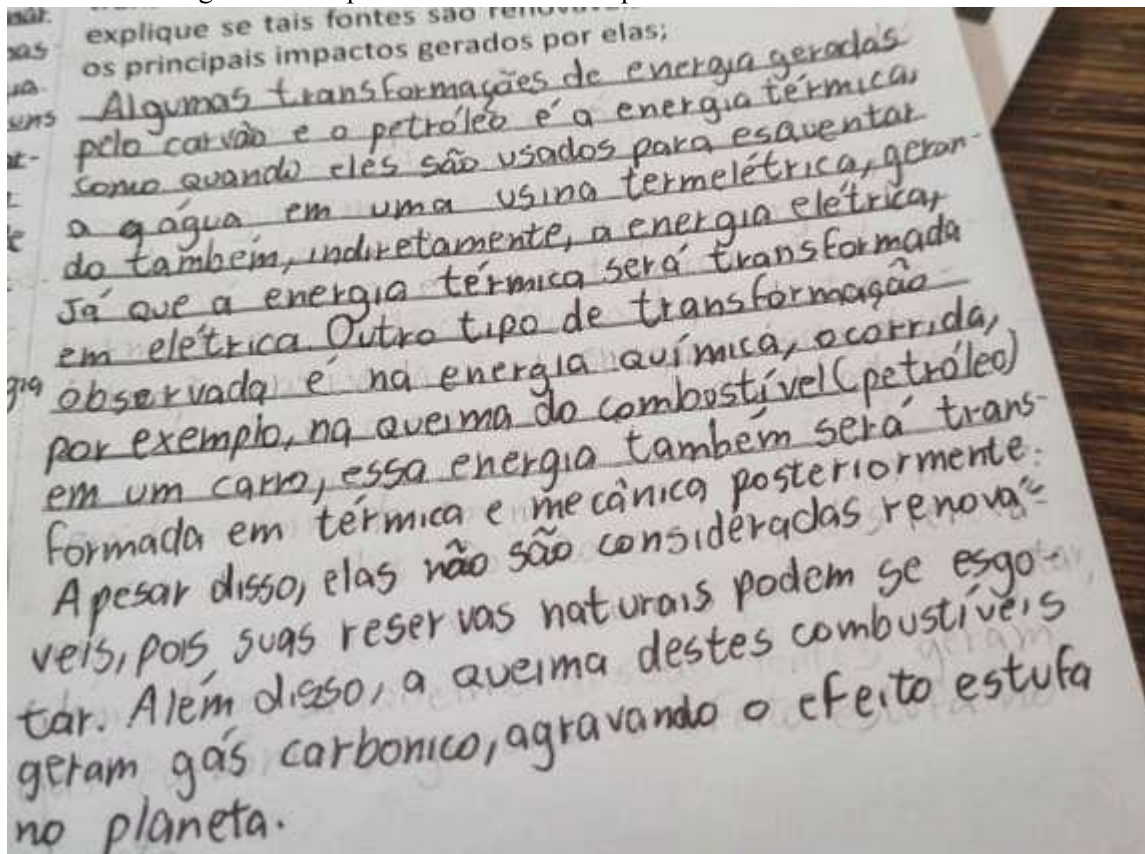 explique se tais fontes são
nar.
os principais impactos gerados por elas;
Algumas transformações de energia geradas
pelo carvão e o petróleo é a energia térmica,
como quando eles são usados para esquentar
a gágua em uma usina termelétrica, geran-
do também, indiretamente, a energia elétrica,
Já que a energia térmica será transformada
em elétrica. Outro tipo de transformação
observada é na energia química, ocorrida,
por exemplo, na queima do combustível (petróleo)
em um carro, essa energia também será trans-
formada em térmica e mecânica posteriormente.
Apesar disso, elas não são consideradas renová-
veis, pois suas reservas naturais podem se esgo-
tar. Além disso, a queima destes combustíveis
geram gás carbonico, agravando o efeito estufa
no planeta.